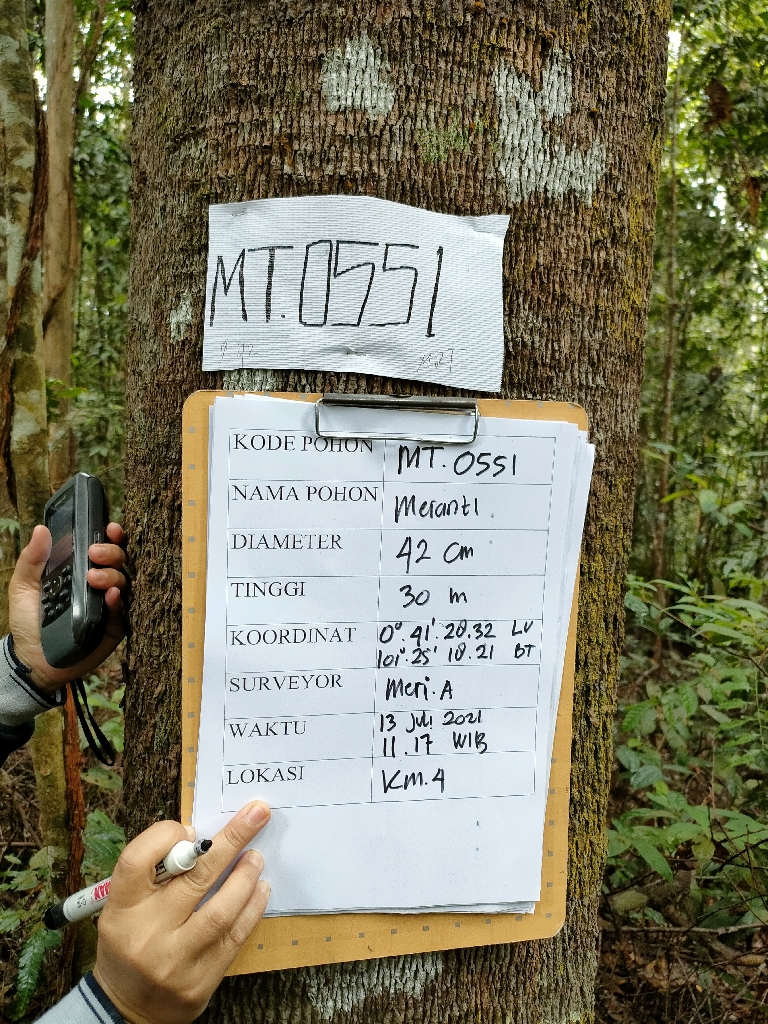 MT.0551
KODE POHON MT. 0551
NAMA POHON Meranti
DIAMETER 42 Cm
TINGGI 30 m
KOORDINAT 0°.41'.20.32 LU
101°.25' 10.21 BT
SURVEYOR Meri.A
WAKTU 13 Juli 2021
11.17 WIB
LOKASI KM.4